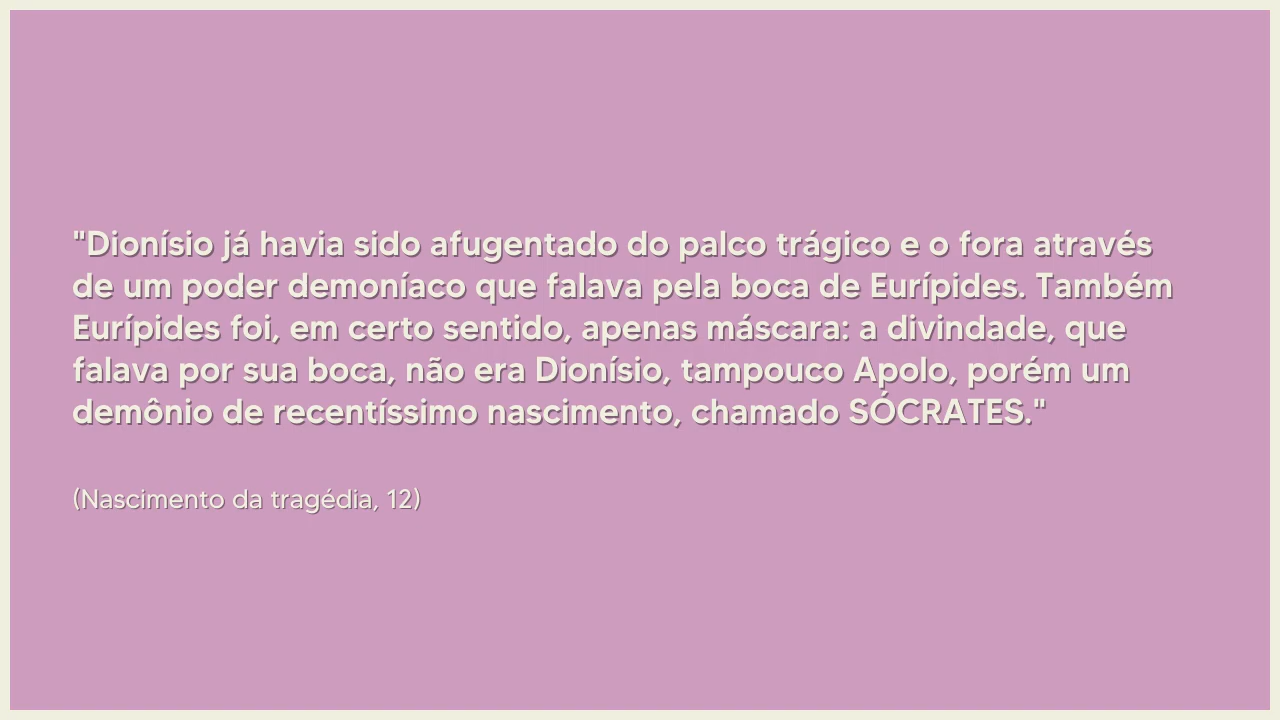 "Dionísio já havia sido afugentado do palco trágico e o fora através
de um poder demoníaco que falava pela boca de Eurípides. Também
Eurípides foi, em certo sentido, apenas máscara: a divindade, que
falava por sua boca, não era Dionísio, tampouco Apolo, porém um
demônio de recentíssimo nascimento, chamado SÓCRATES."
(Nascimento da tragédia, 12)